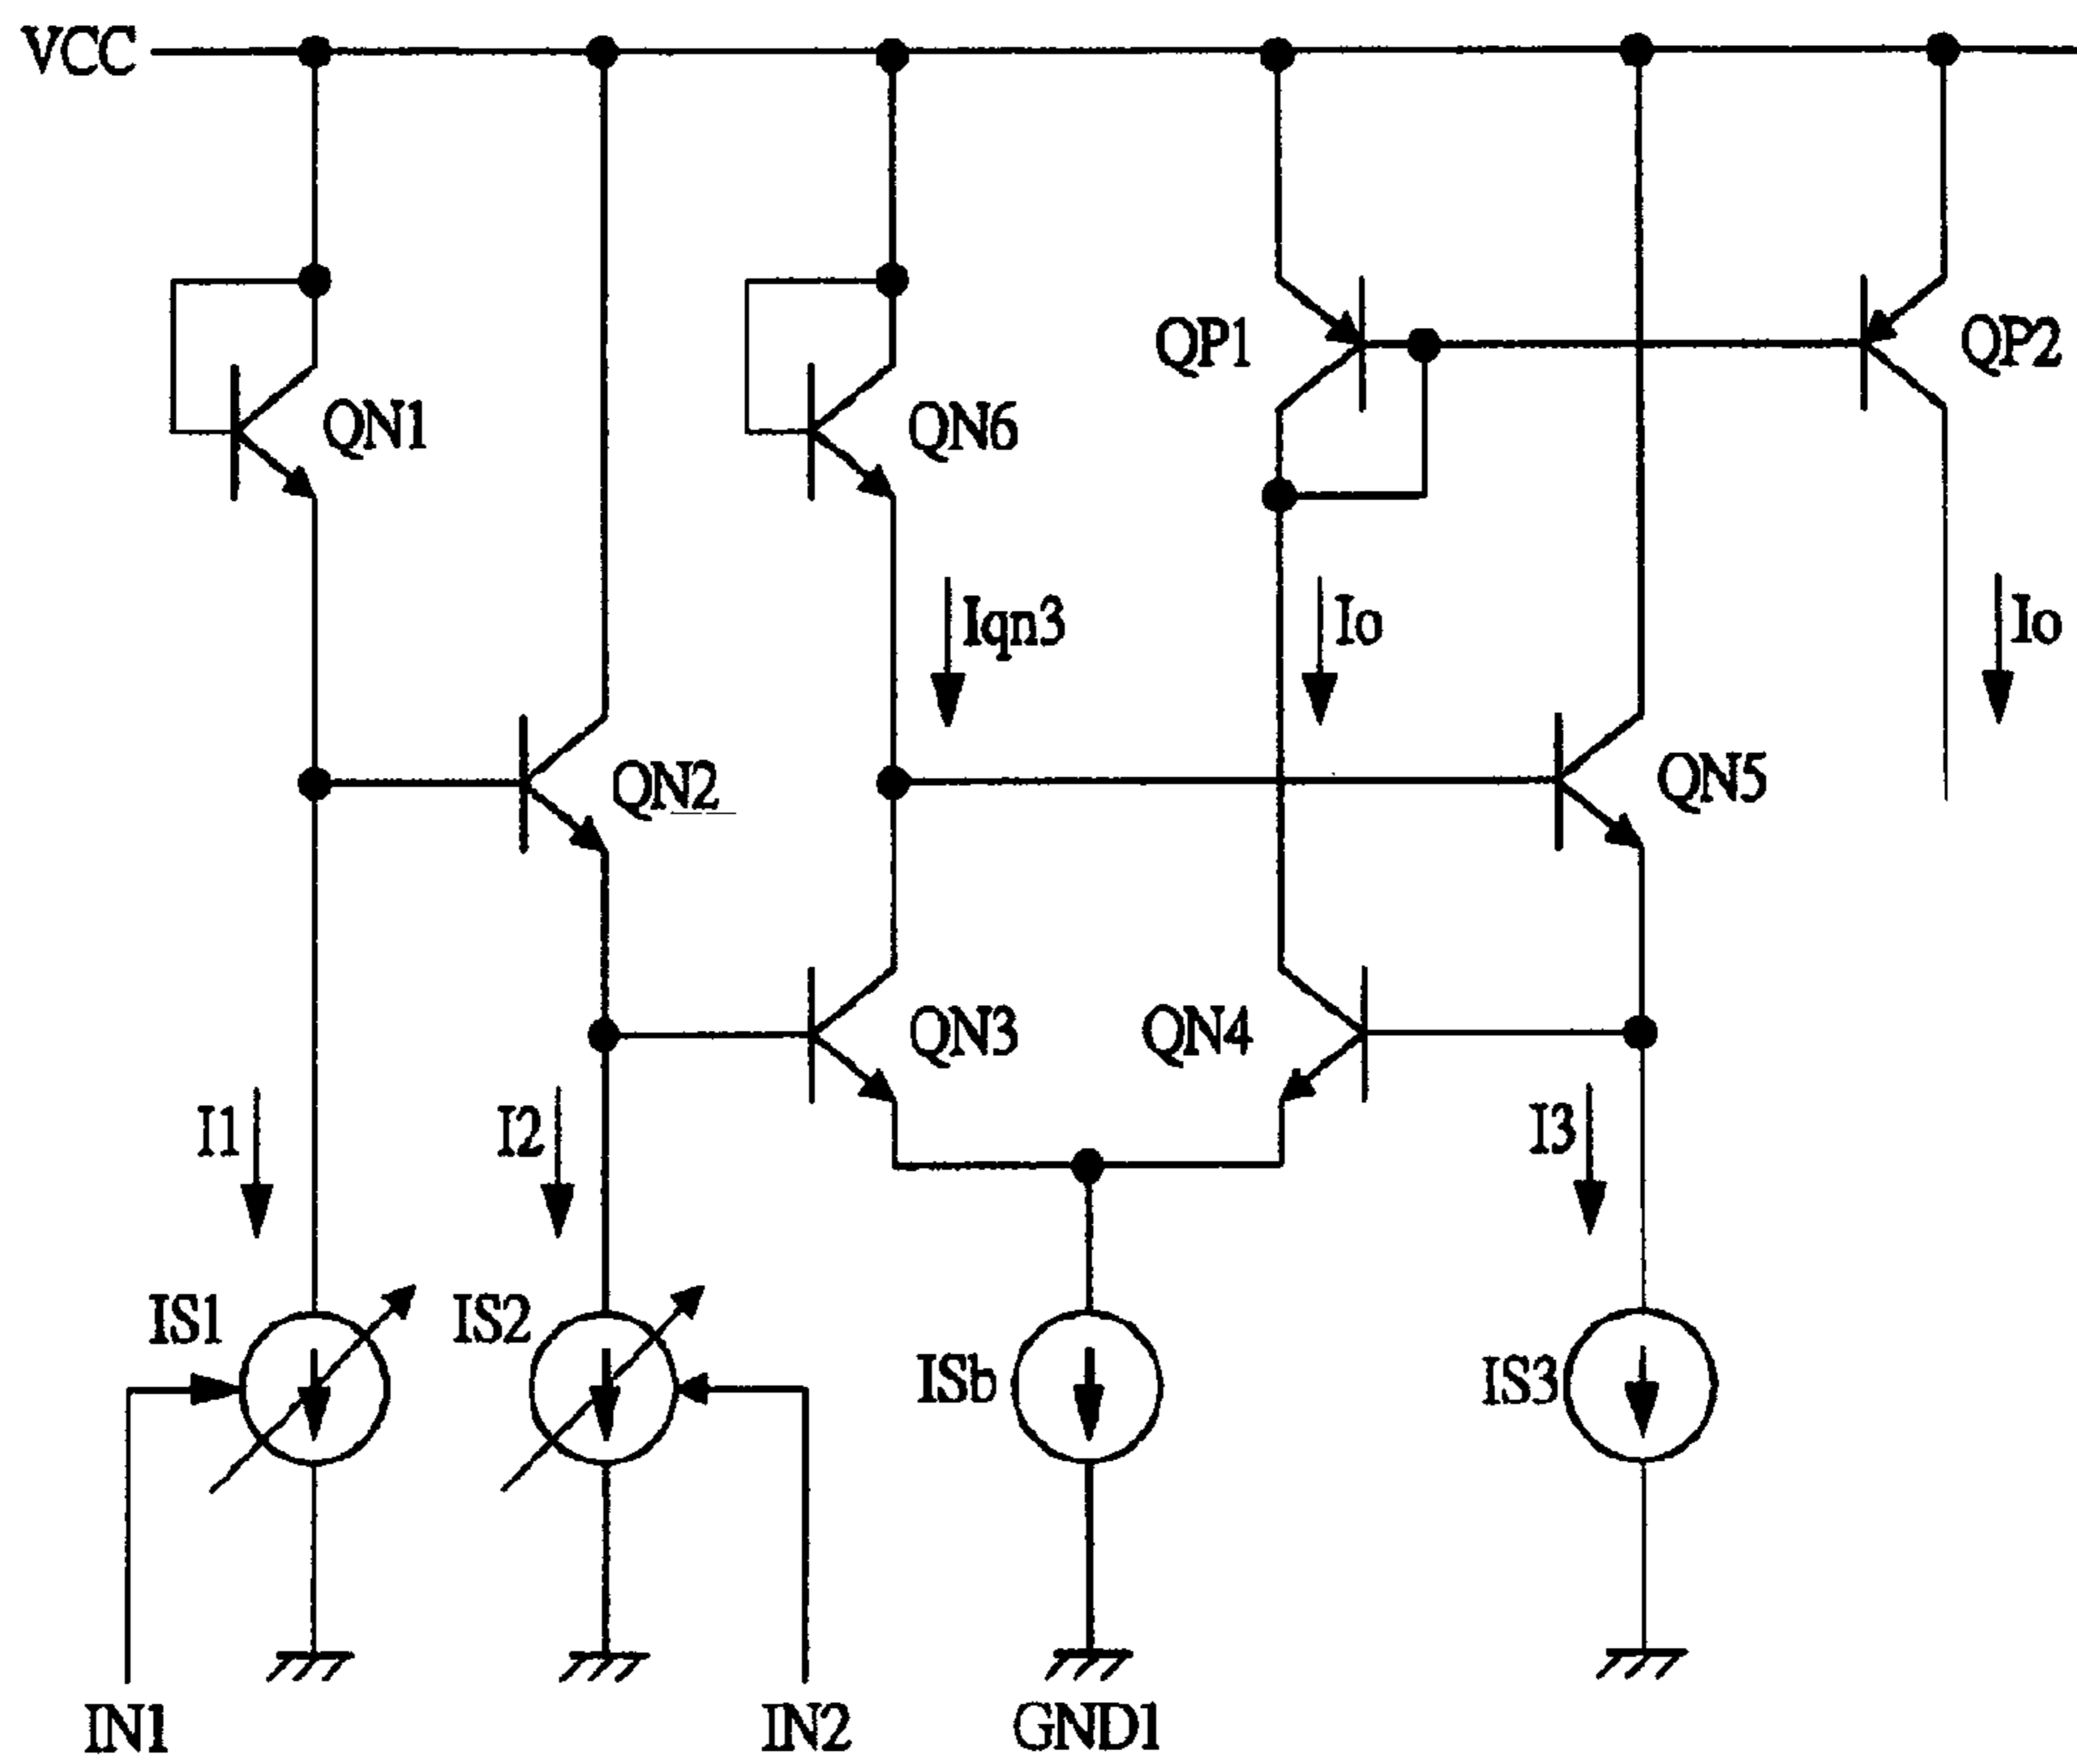 VCC
QP1
QP2
QN1
QN6
Iqn3
Io
Io
QN2
QN5
QN3
QN4
I1
I2
I3
IS1
IS2
ISb
IS3
IN1
IN2
GND1